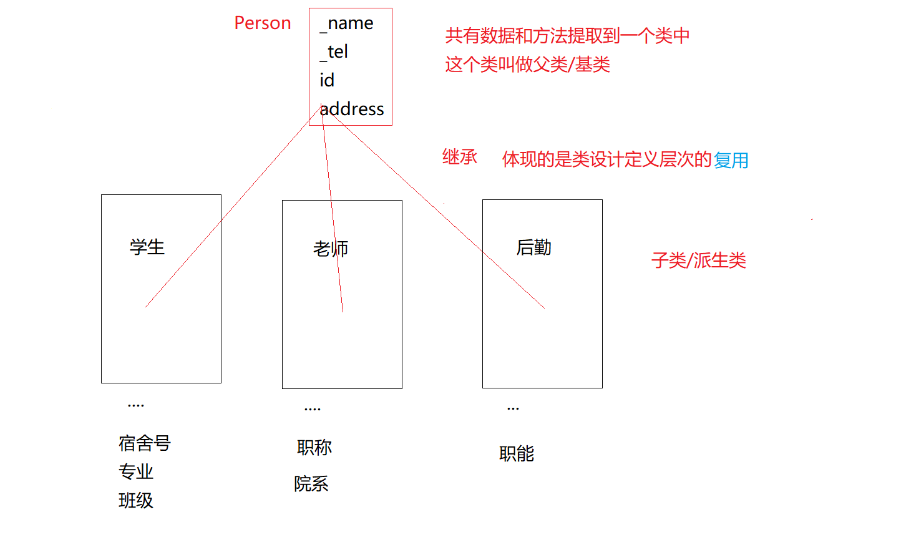 Person
_name
_tel
id
address
共有数据和方法提取到一个类中
这个类叫做父类/基类
继承 体现的是类设计定义层次的复用
学生
老师
后勤
子类/派生类
....
....
...
宿舍号
专业
班级
职称
院系
职能